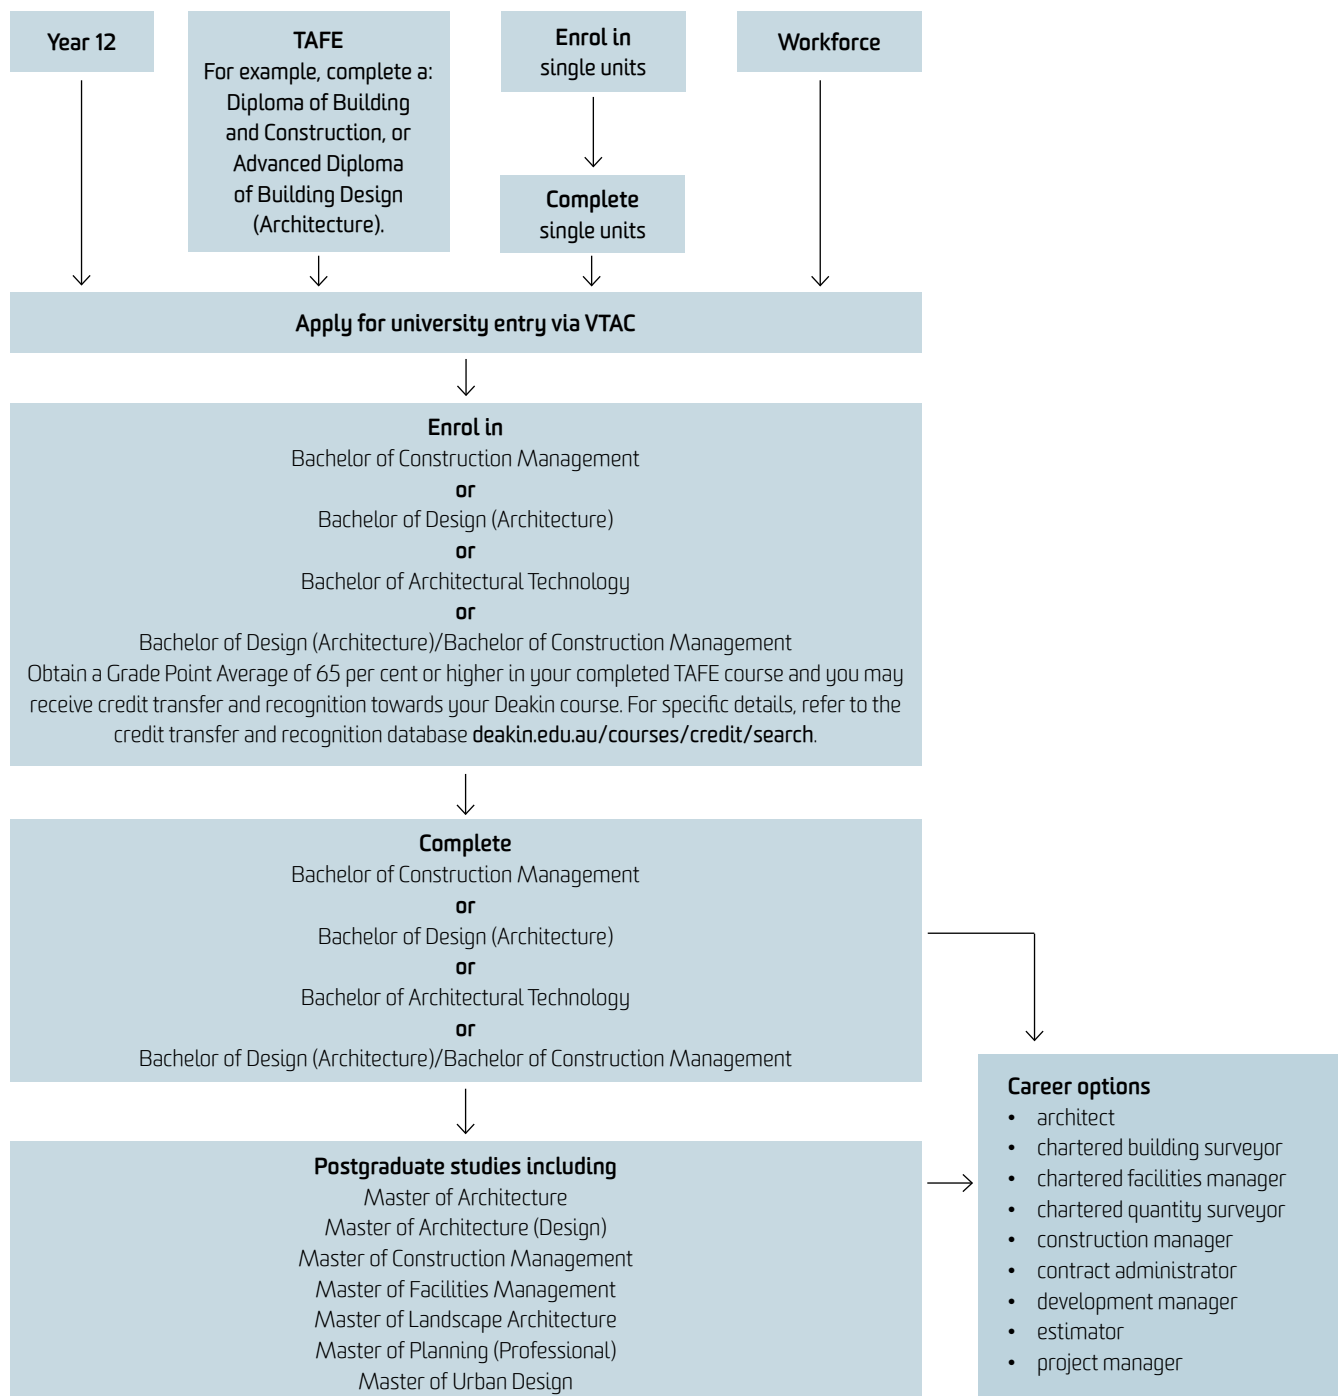 Year 12
TAFE
For example, complete a:
Diploma of Building
and Construction, or
Advanced Diploma
of Building Design
(Architecture).
Enrol in
single units
Complete
single units
Workforce
Apply for university entry via VTAC
Enrol in
Bachelor of Construction Management
or
Bachelor of Design (Architecture)
or
Bachelor of Architectural Technology
or
Bachelor of Design (Architecture)/Bachelor of Construction Management
Obtain a Grade Point Average of 65 per cent or higher in your completed TAFE course and you may
receive credit transfer and recognition towards your Deakin course. For specific details, refer to the
credit transfer and recognition database deakin.edu.au/courses/credit/search.
Complete
Bachelor of Construction Management
or
Bachelor of Design (Architecture)
or
Bachelor of Architectural Technology
or
Bachelor of Design (Architecture)/Bachelor of Construction Management
Postgraduate studies including
Master of Architecture
Master of Architecture (Design)
Master of Construction Management
Master of Facilities Management
Master of Landscape Architecture
Master of Planning (Professional)
Master of Urban Design
Career options
• architect
• chartered building surveyor
• chartered facilities manager
• chartered quantity surveyor
• construction manager
• contract administrator
• development manager
• estimator
• project manager